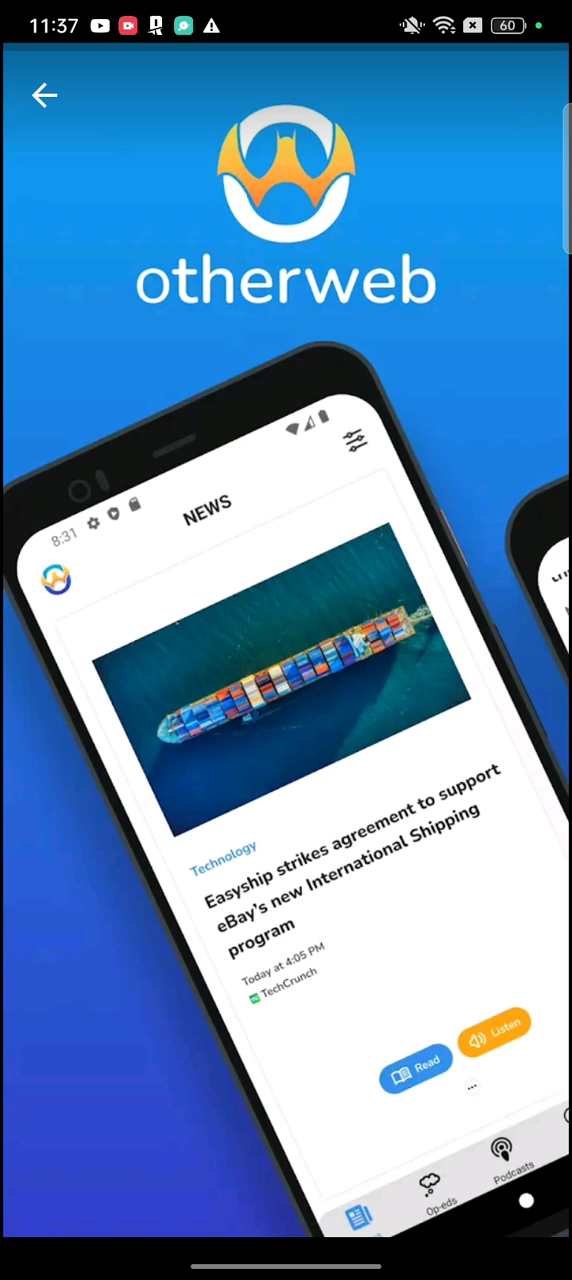 11:37
60
otherweb
8:31
NEWS
Technology
Easyship strikes agreement to support
eBay's new International Shipping
program
Today at 4:05 PM
TechCrunch
Read
Listen
Op-eds
Podcasts